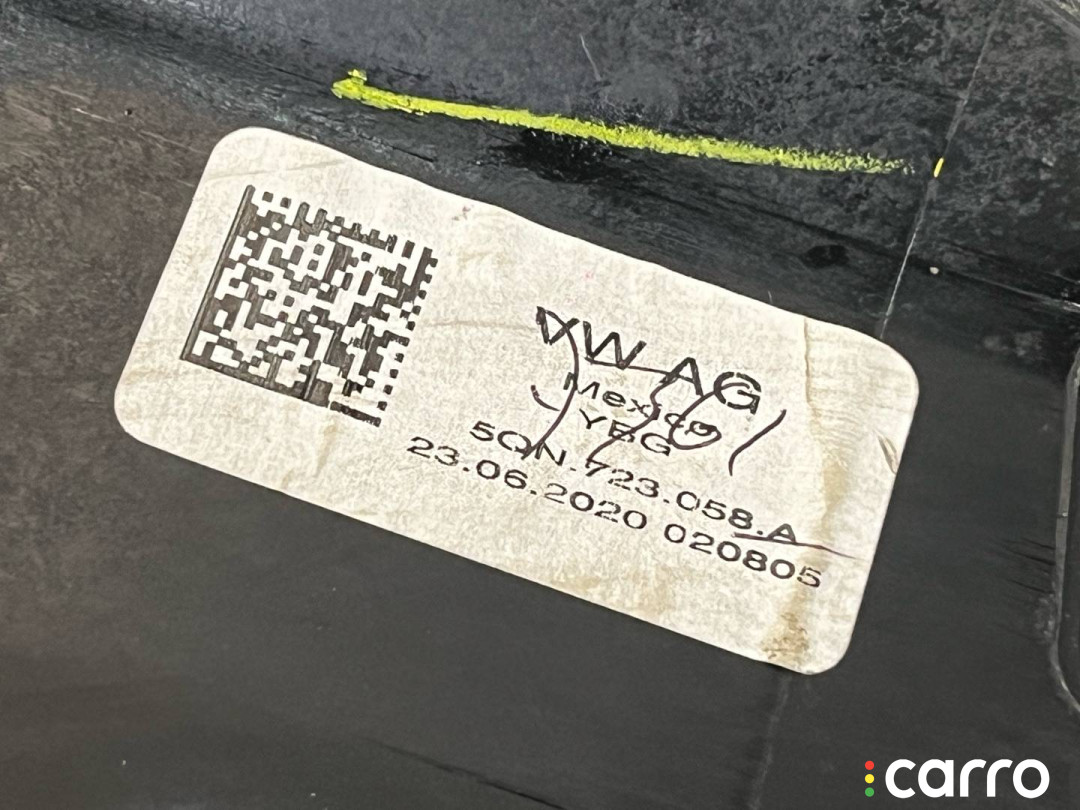 VW AG
Mexico
YBG
5QN.723.058.A
23.06.2020 020805
carro